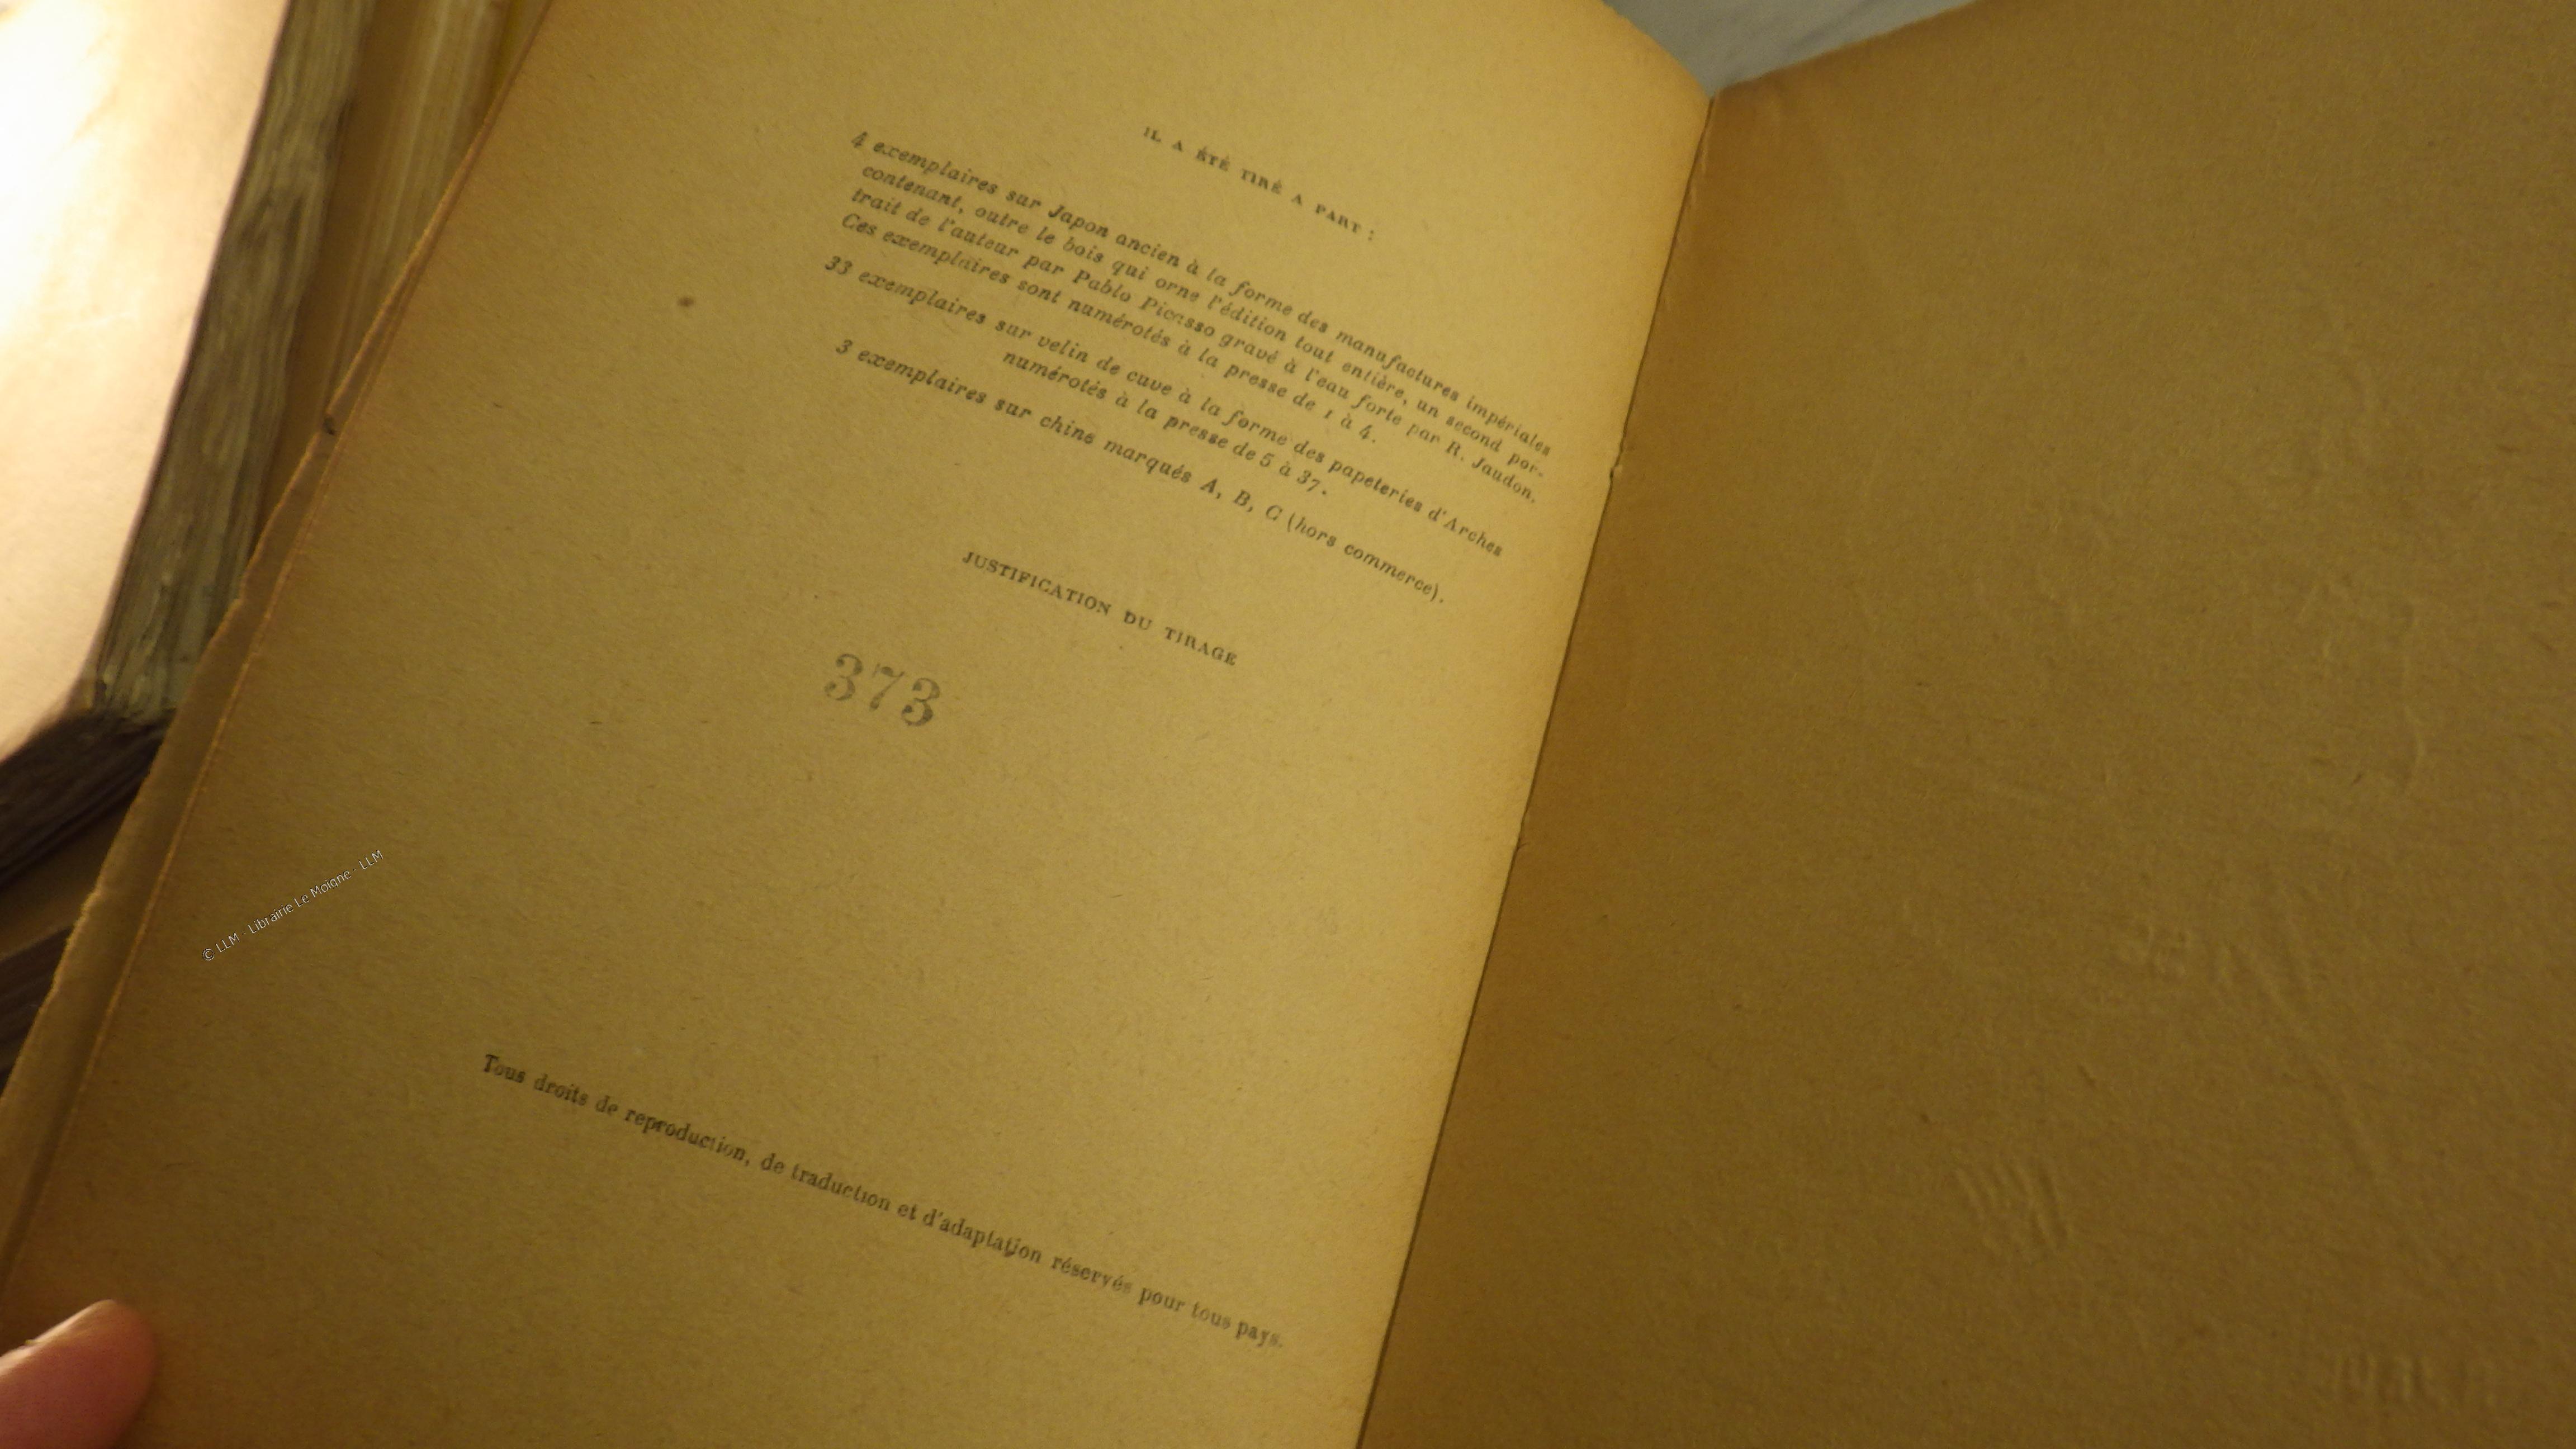 IL A ÉTÉ TIRÉ A PART :
4 exemplaires sur Japon ancien à la forme des manufactures impériales
contenant, outre le bois qui orne l'édition tout entière, un second por-
trait de l'auteur par Pablo Picasso gravé à l'eau forte par R. Jaudon.
Ces exemplaires sont numérotés à la presse de 1 à 4.
33 exemplaires sur velin de cuve à la forme des papeteries d'Arches
numérotés à la presse de 5 à 37.
3 exemplaires sur chine marqués A, B, C (hors commerce).
JUSTIFICATION DU TIRAGE
373
© LLM - Librairie Le Moigne - LLM
Tous droits de reproduction, de traduction et d'adaptation réservés pour tous pays.